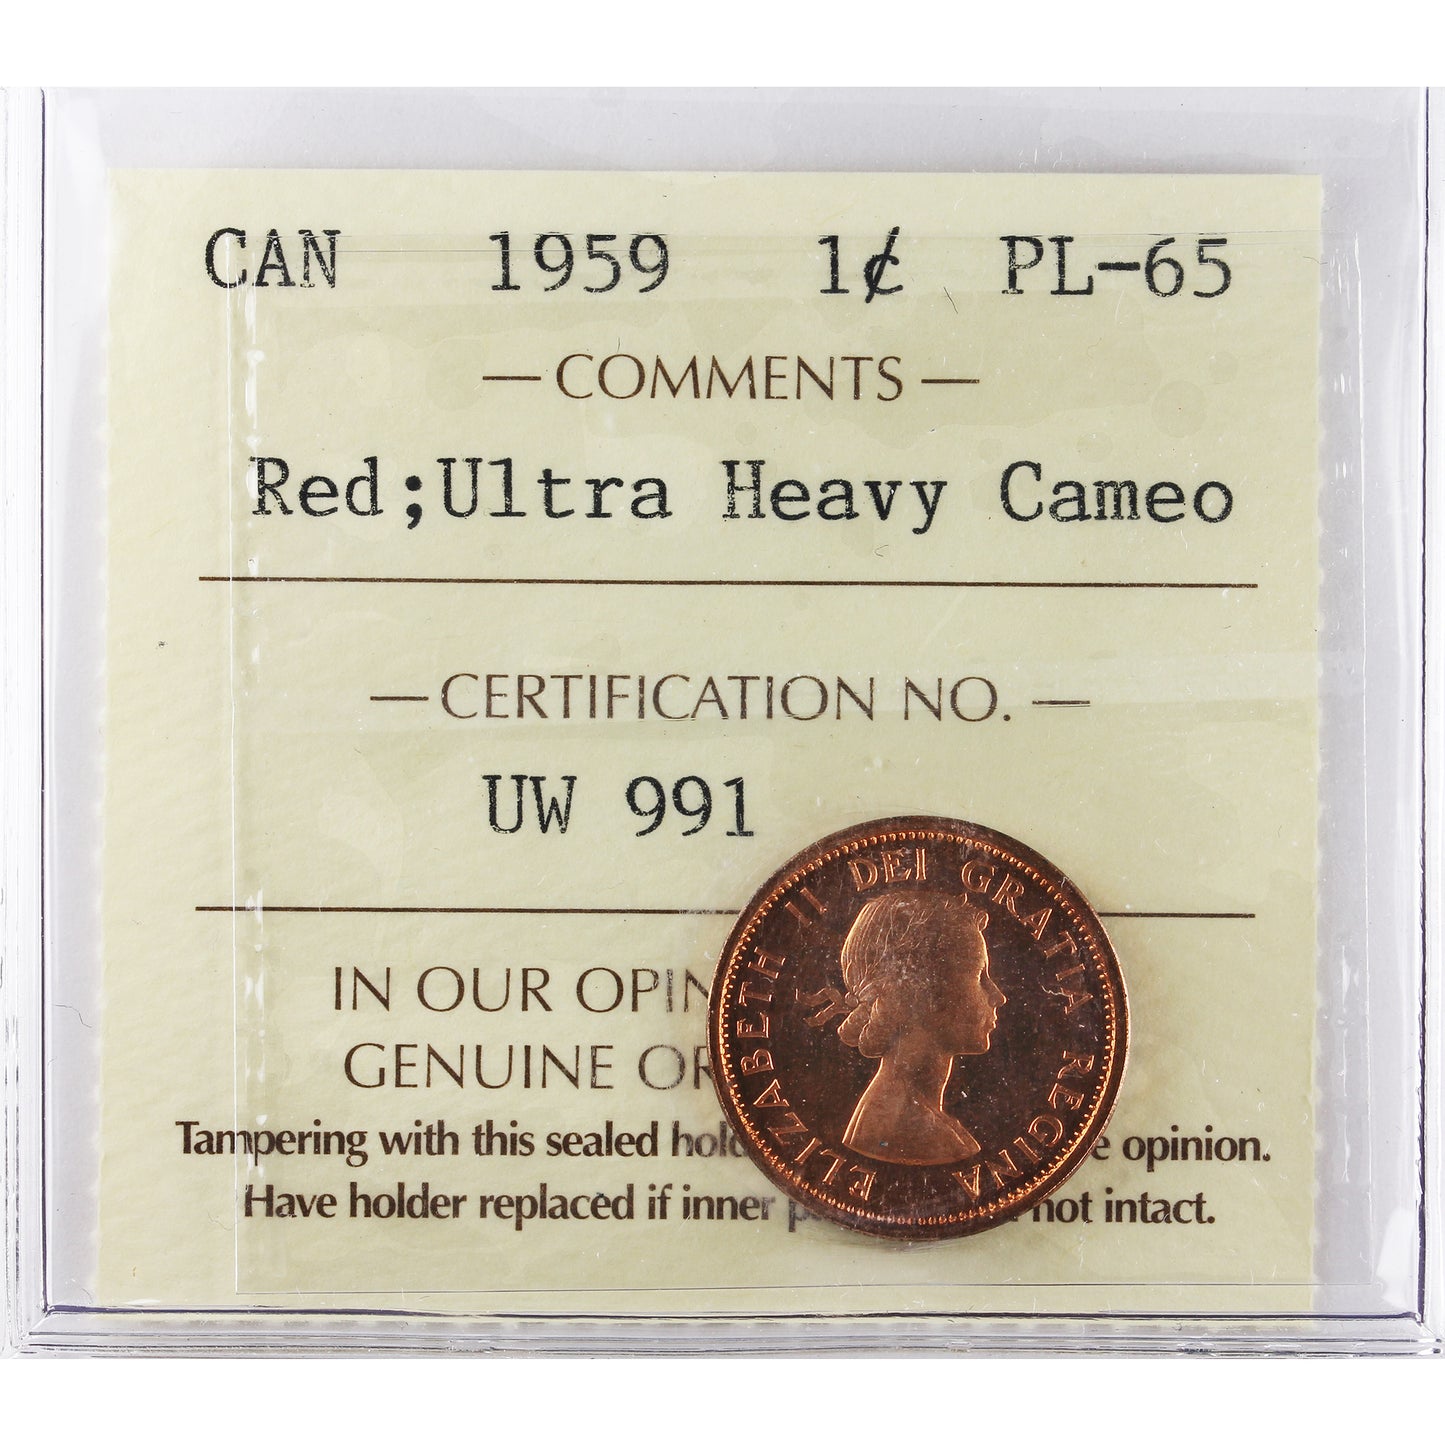 CAN 1959 1¢ PL-65
— COMMENTS —
Red;Ultra Heavy Cameo
— CERTIFICATION NO. —
UW 991
IN OUR OPIN
GENUINE OR
Tampering with this sealed hold e opinion.
Have holder replaced if inner p not intact.
ELIZABETH II DEI GRATIA REGINA